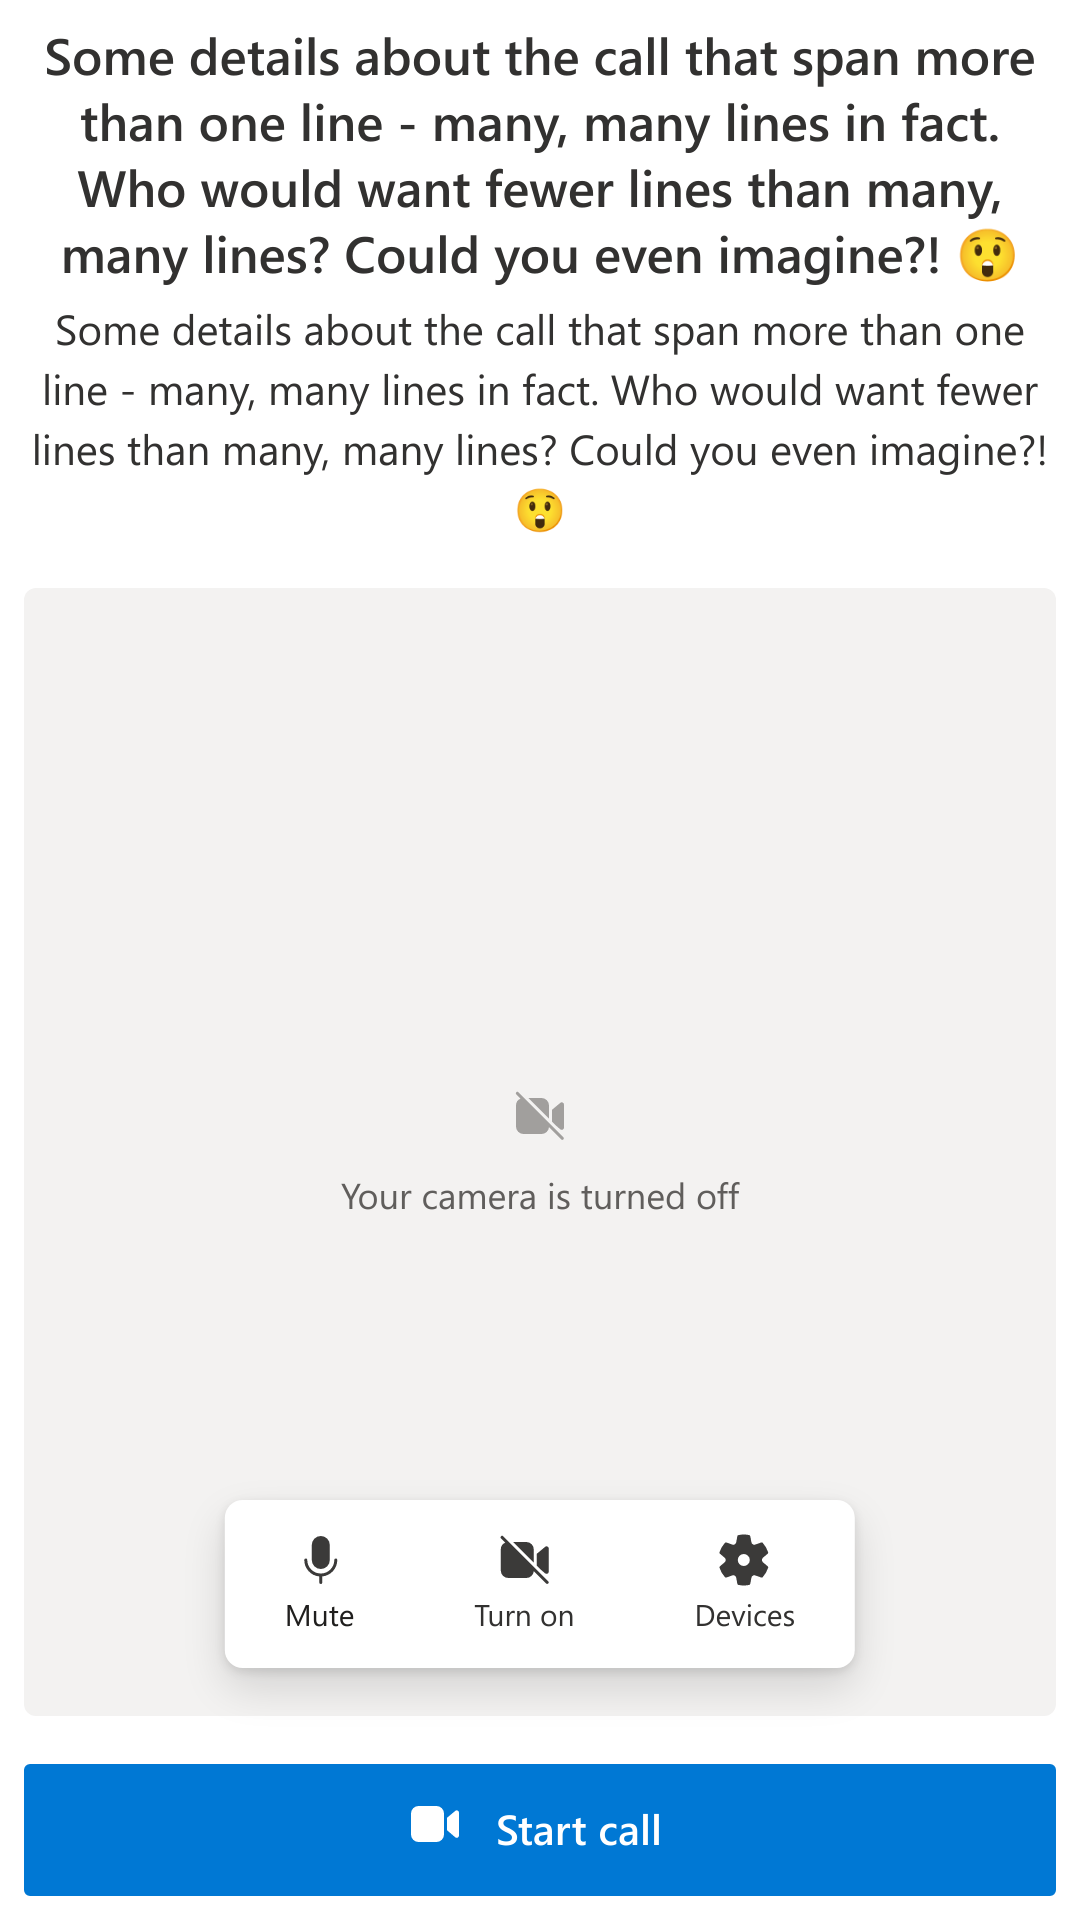 Some details about the call that span more
than one line - many, many lines in fact.
Who would want fewer lines than many,
many lines? Could you even imagine?! 😲
Some details about the call that span more than one
line - many, many lines in fact. Who would want fewer
lines than many, many lines? Could you even imagine?!
😲
Your camera is turned off
Mute
Turn on
Devices
Start call